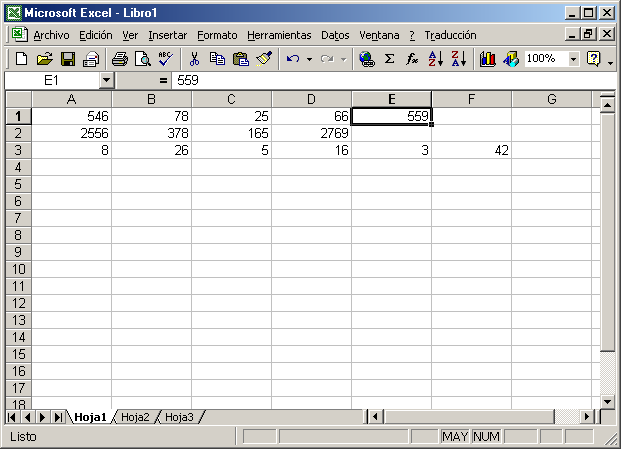 Microsoft Excel - Libro1
Archivo Edición Ver Insertar Formato Herramientas Datos Ventana ? Traducción
100%
E1 = 559
A B C D E F G
1 546 78 25 66 559
2 2556 378 165 2769
3 8 26 5 16 3 42
4
5
6
7
8
9
10
11
12
13
14
15
16
17
18
Hoja1 Hoja2 Hoja3
Listo MAY NUM